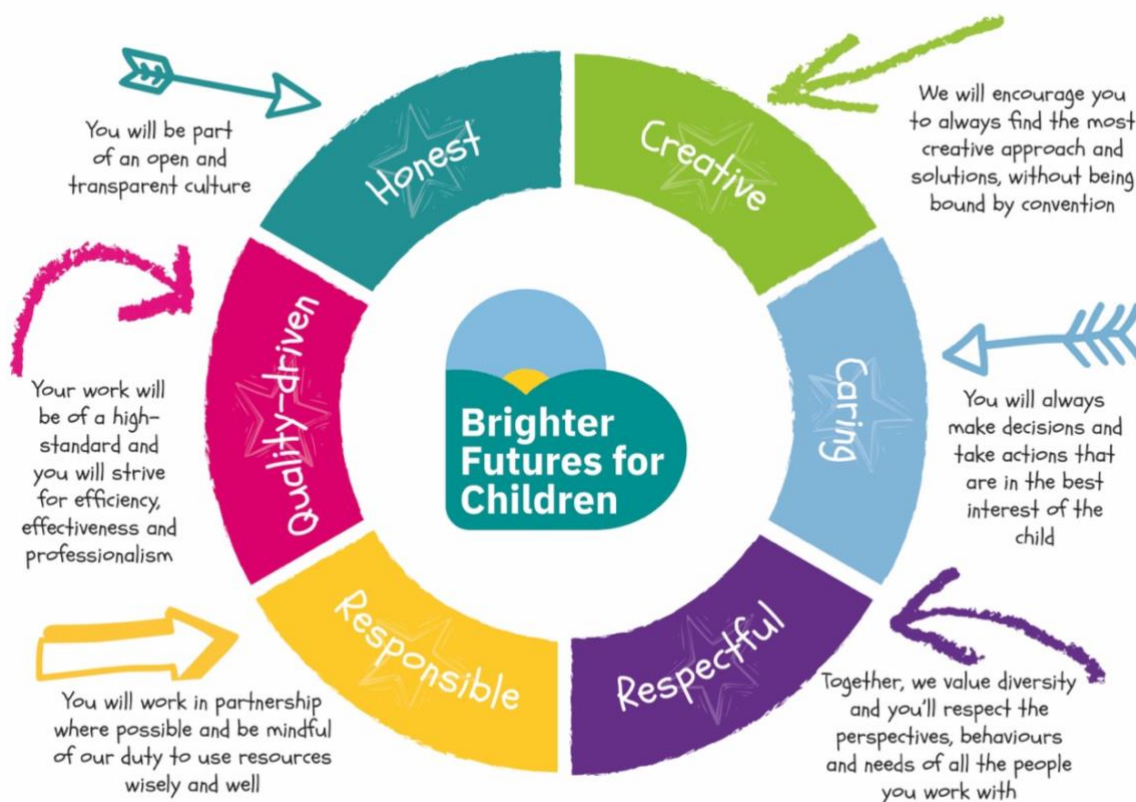 Honest
You will be part
of an open and
transparent culture
Creative
We will encourage you
to always find the most
creative approach and
solutions, without being
bound by convention
Caring
You will always
make decisions and
take actions that
are in the best
interest of the
child
Respectful
Together, we value diversity
and you'll respect the
perspectives, behaviours
and needs of all the people
you work with
Responsible
You will work in partnership
where possible and be mindful
of our duty to use resources
wisely and well
Quality-driven
Your work will
be of a high-
standard and
you will strive
for efficiency,
effectiveness and
professionalism
Brighter
Futures for
Children